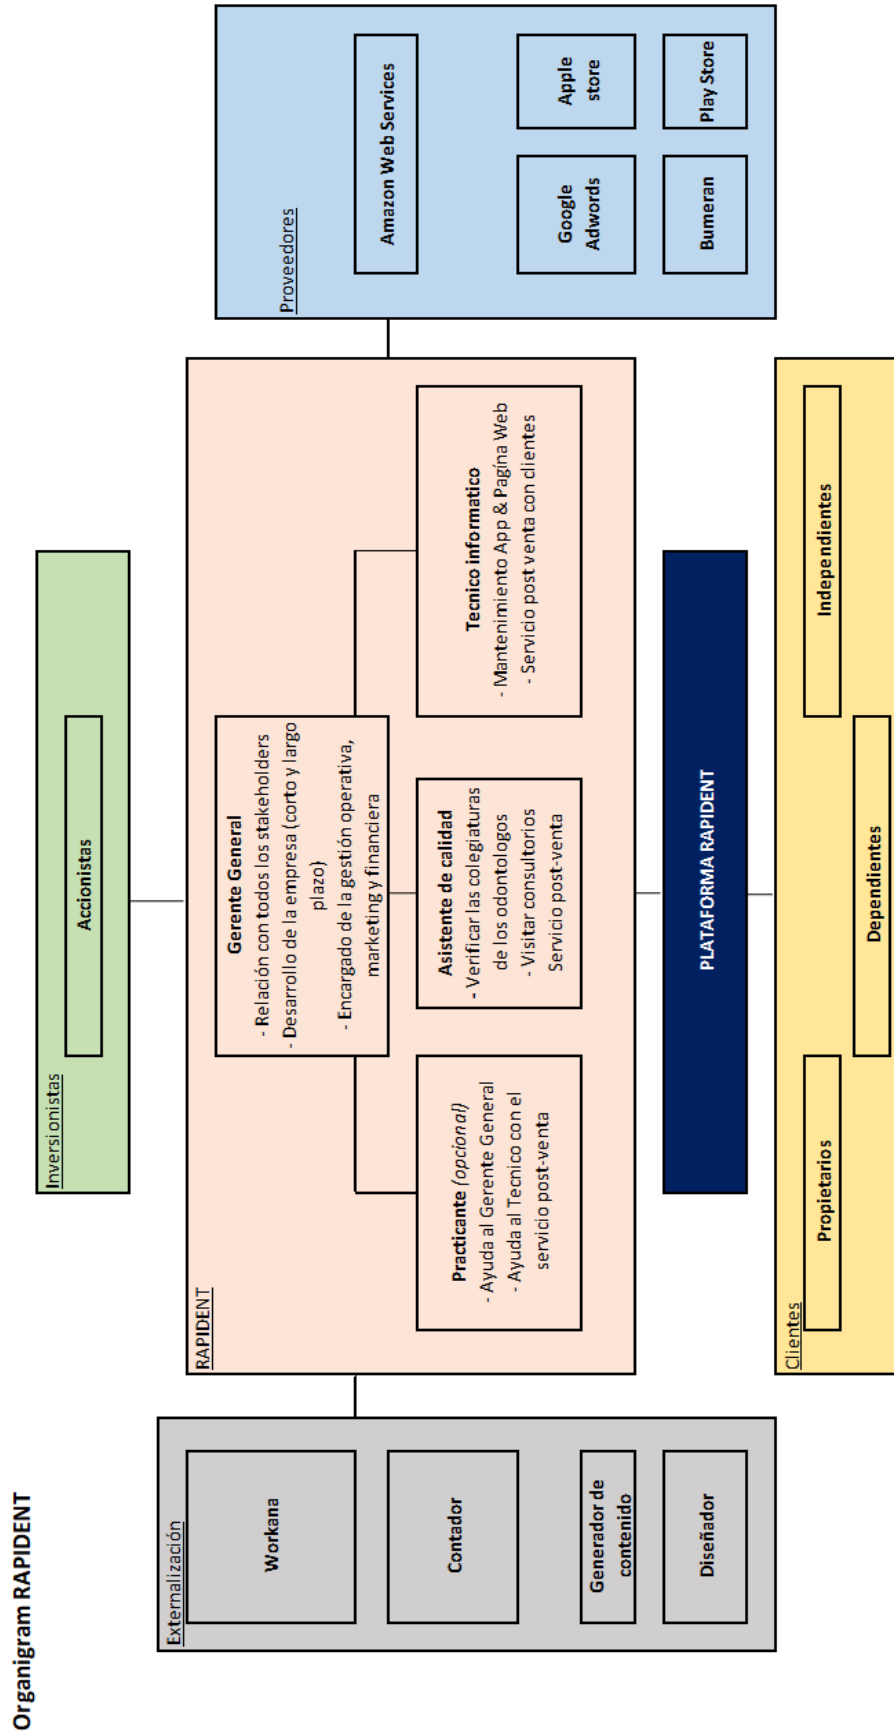 Organigram RAPIDENT
Inversionistas
Accionistas
Externalización
Workana
Contador
Generador de
contenido
Diseñador
RAPIDENT
Gerente General
- Relación con todos los stakeholders
- Desarrollo de la empresa (corto y largo
plazo)
- Encargado de la gestión operativa,
marketing y financiera
Practicante (opcional)
- Ayuda al Gerente General
- Ayuda al Tecnico con el
servicio post-venta
Asistente de calidad
- Verificar las colegiaturas
de los odontologos
- Visitar consultorios
Servicio post-venta
Tecnico informatico
- Mantenimiento App & Pagína Web
- Servicio post venta con clientes
Proveedores
Amazon Web Services
Google
Adwords
Apple
store
Bumeran
Play Store
PLATAFORMA RAPIDENT
Clientes
Propietarios
Dependientes
Independientes